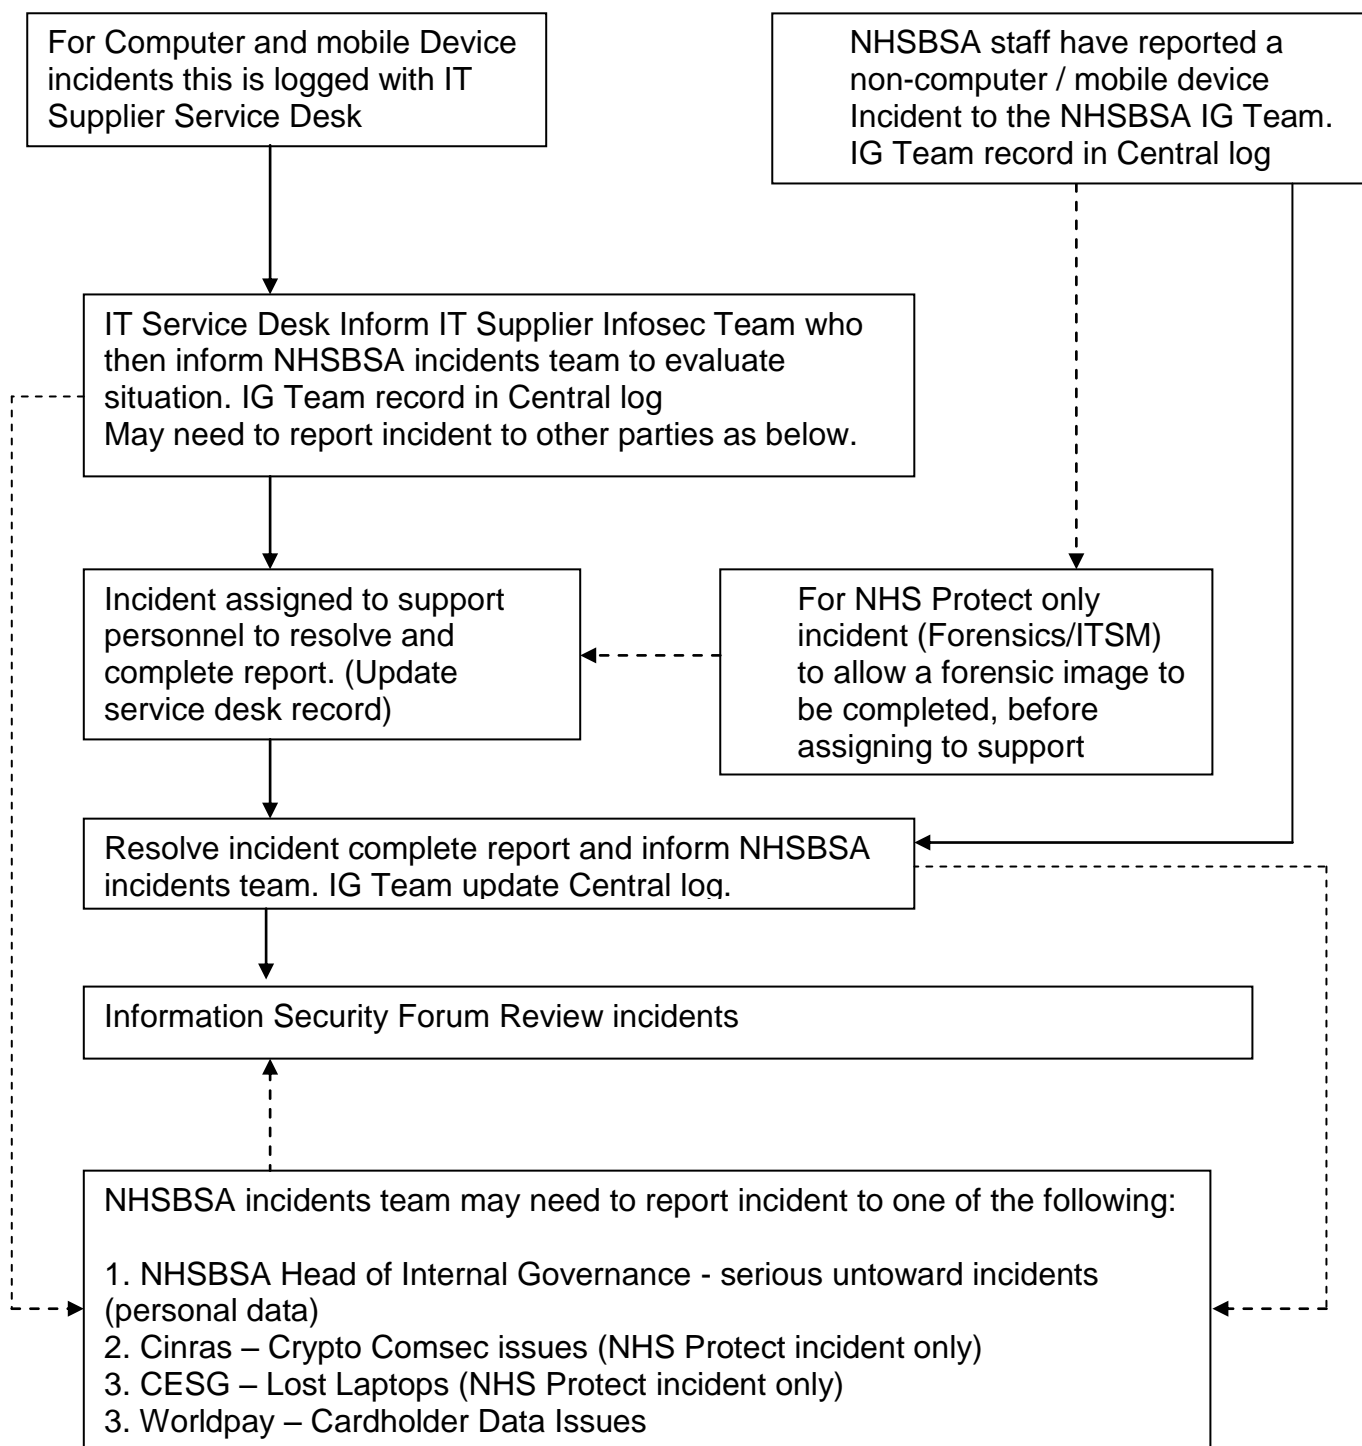 For Computer and mobile Device
incidents this is logged with IT
Supplier Service Desk
NHSBSA staff have reported a
non-computer / mobile device
Incident to the NHSBSA IG Team.
IG Team record in Central log
IT Service Desk Inform IT Supplier Infosec Team who
then inform NHSBSA incidents team to evaluate
situation. IG Team record in Central log
May need to report incident to other parties as below.
Incident assigned to support
personnel to resolve and
complete report. (Update
service desk record)
For NHS Protect only
incident (Forensics/ITSM)
to allow a forensic image to
be completed, before
assigning to support
Resolve incident complete report and inform NHSBSA
incidents team. IG Team update Central log.
Information Security Forum Review incidents
NHSBSA incidents team may need to report incident to one of the following:
1. NHSBSA Head of Internal Governance - serious untoward incidents
(personal data)
2. Cinras – Crypto Comsec issues (NHS Protect incident only)
3. CESG – Lost Laptops (NHS Protect incident only)
3. Worldpay – Cardholder Data Issues